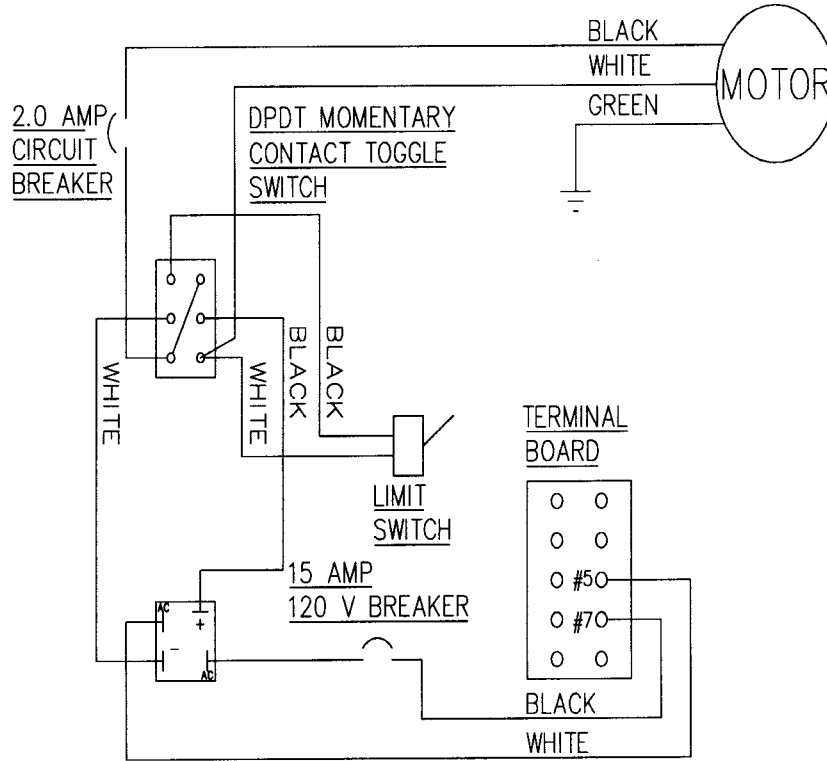 BLACK
WHITE
MOTOR
GREEN
2.0 AMP
CIRCUIT
BREAKER
DPDT MOMENTARY
CONTACT TOGGLE
SWITCH
WHITE
WHITE
BLACK
BLACK
LIMIT
SWITCH
TERMINAL
BOARD
#5
#7
15 AMP
120 V BREAKER
AC
+
-
AC
BLACK
WHITE